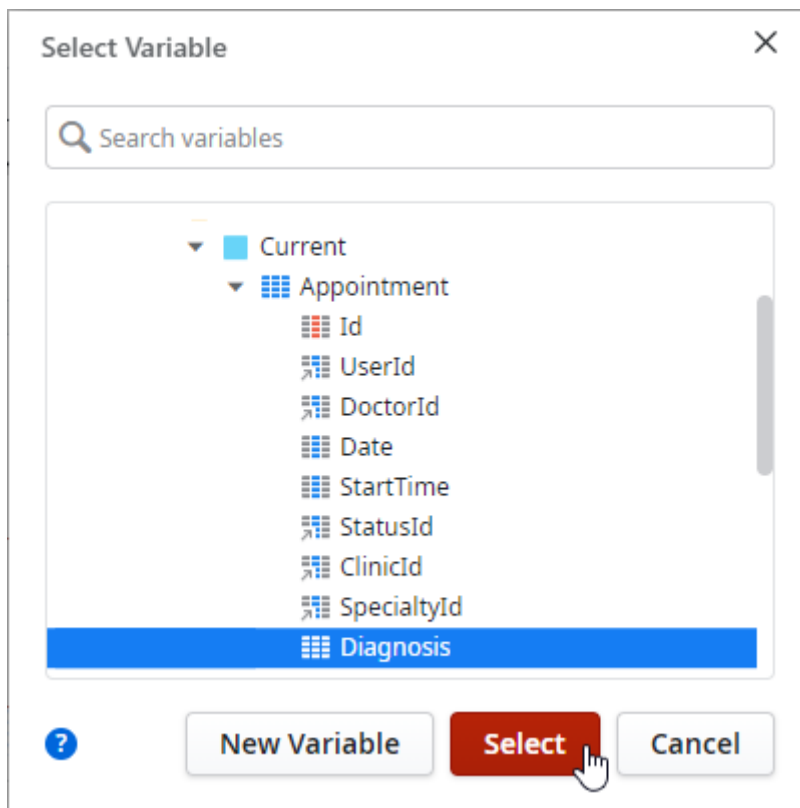 Select Variable
Search variables
Current
Appointment
Id
UserId
DoctorId
Date
StartTime
StatusId
ClinicId
SpecialtyId
Diagnosis
? New Variable Select Cancel